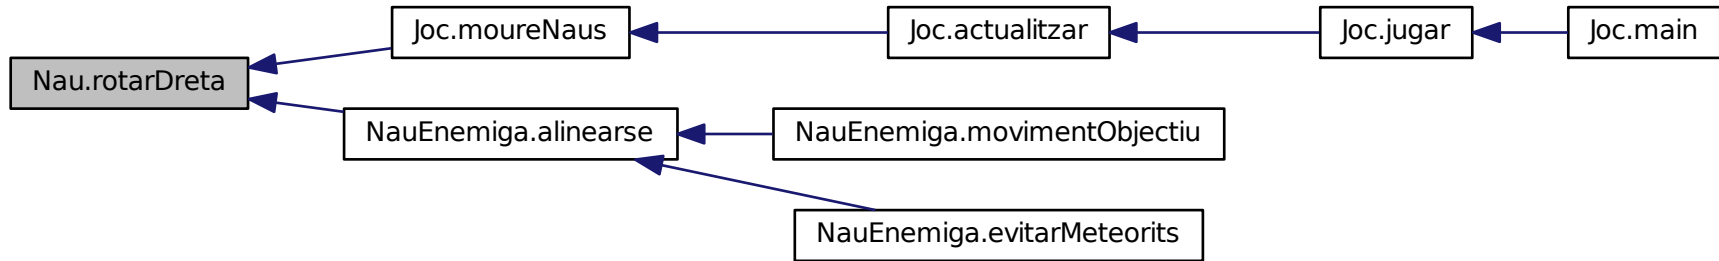 Joc.moureNaus
Joc.actualitzar
Joc.jugar
Joc.main
Nau.rotarDreta
NauEnemiga.alinearse
NauEnemiga.movimentObjectiu
NauEnemiga.evitarMeteorits